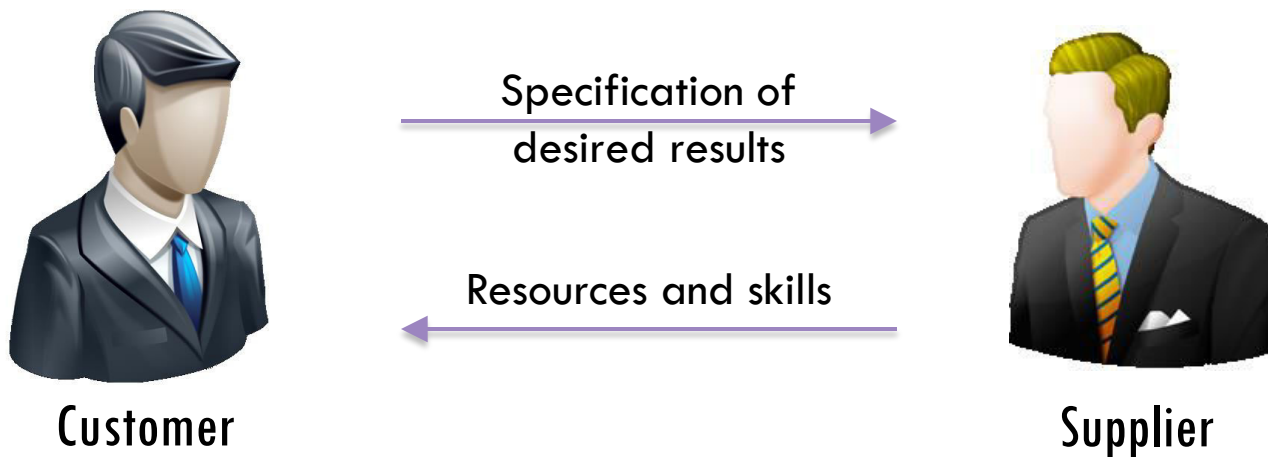 Specification of
desired results
Resources and skills
Customer
Supplier